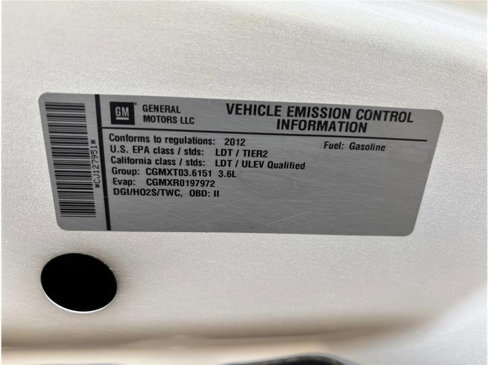 GM
GENERAL
MOTORS LLC
VEHICLE EMISSION CONTROL
INFORMATION
Conforms to regulations: 2012
Fuel: Gasoline
U.S. EPA class / stds: LDT / TIER2
California class / stds: LDT / ULEV Qualified
Group: CGMXT03.6151 3.6L
Evap: CGMXR0197972
DGI/HO2S/TWC, OBD: II
*CJ127951*